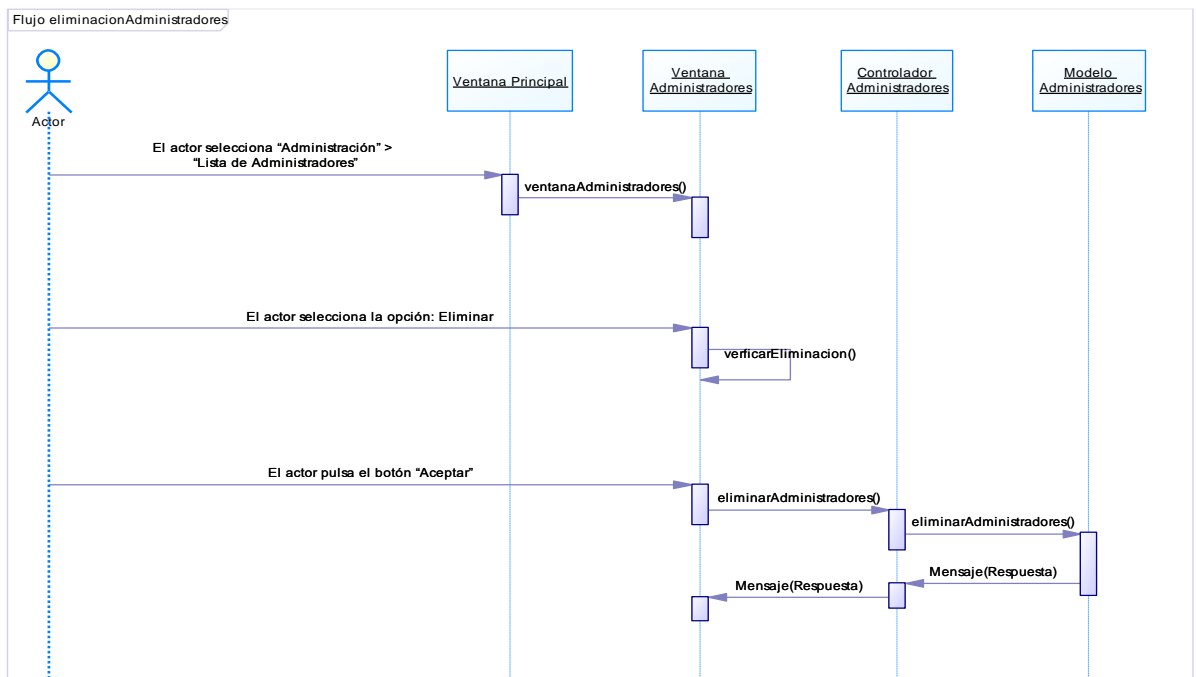 Flujo eliminacionAdministradores
Actor
Ventana Principal
Ventana
Administradores
Controlador
Administradores
Modelo
Administradores
El actor selecciona “Administración” >
“Lista de Administradores”
ventanaAdministradores()
El actor selecciona la opción: Eliminar
verficarEliminacion()
El actor pulsa el botón “Aceptar”
eliminarAdministradores()
eliminarAdministradores()
Mensaje(Respuesta)
Mensaje(Respuesta)